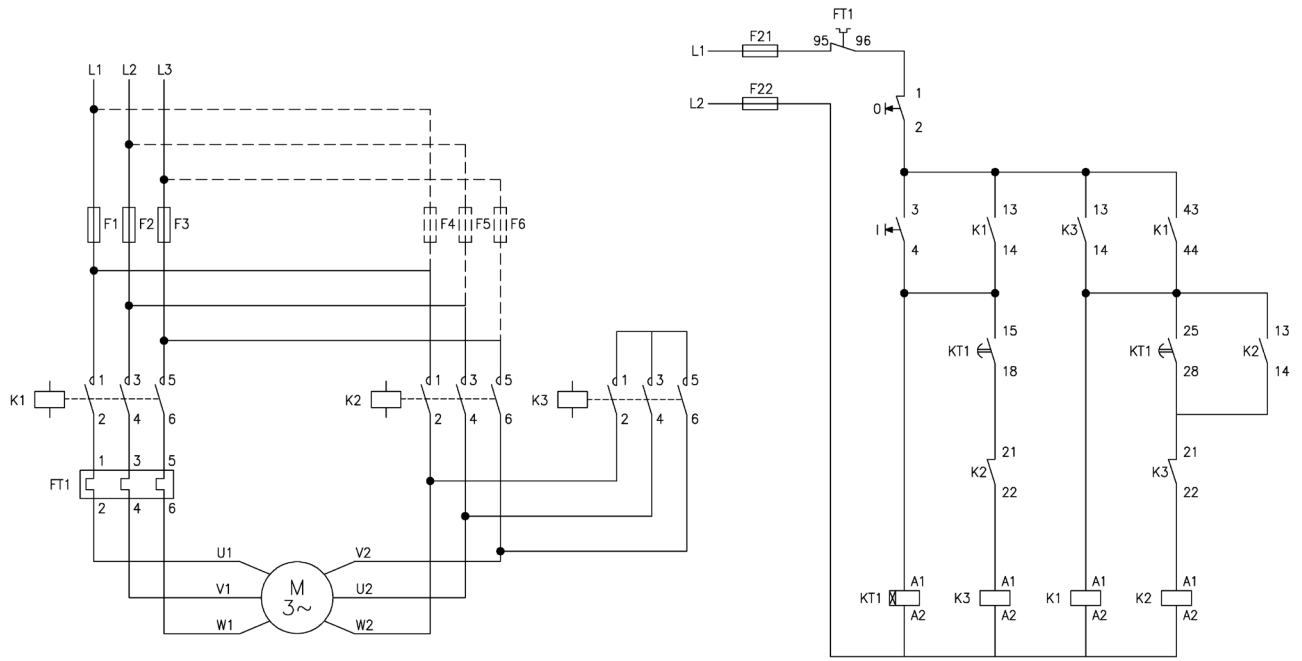 FT1
F21
95 96
L1
L1 L2 L3
F22
L2
1
O
2
F1 F2 F3 F4 F5 F6
3 13 13 43
I K1 K3 K1
4 14 14 44
15 25 13
KT1 KT1 K2
18 28 14
1 3 5 1 3 5 1 3 5
K1 K2 K3
2 4 6 2 4 6 2 4 6
1 3 5
FT1
2 4 6
21 21
K2 K3
22 22
U1 V2
M
3~
V1 U2
W1 W2
A1 A1 A1 A1
KT1 K3 K1 K2
A2 A2 A2 A2